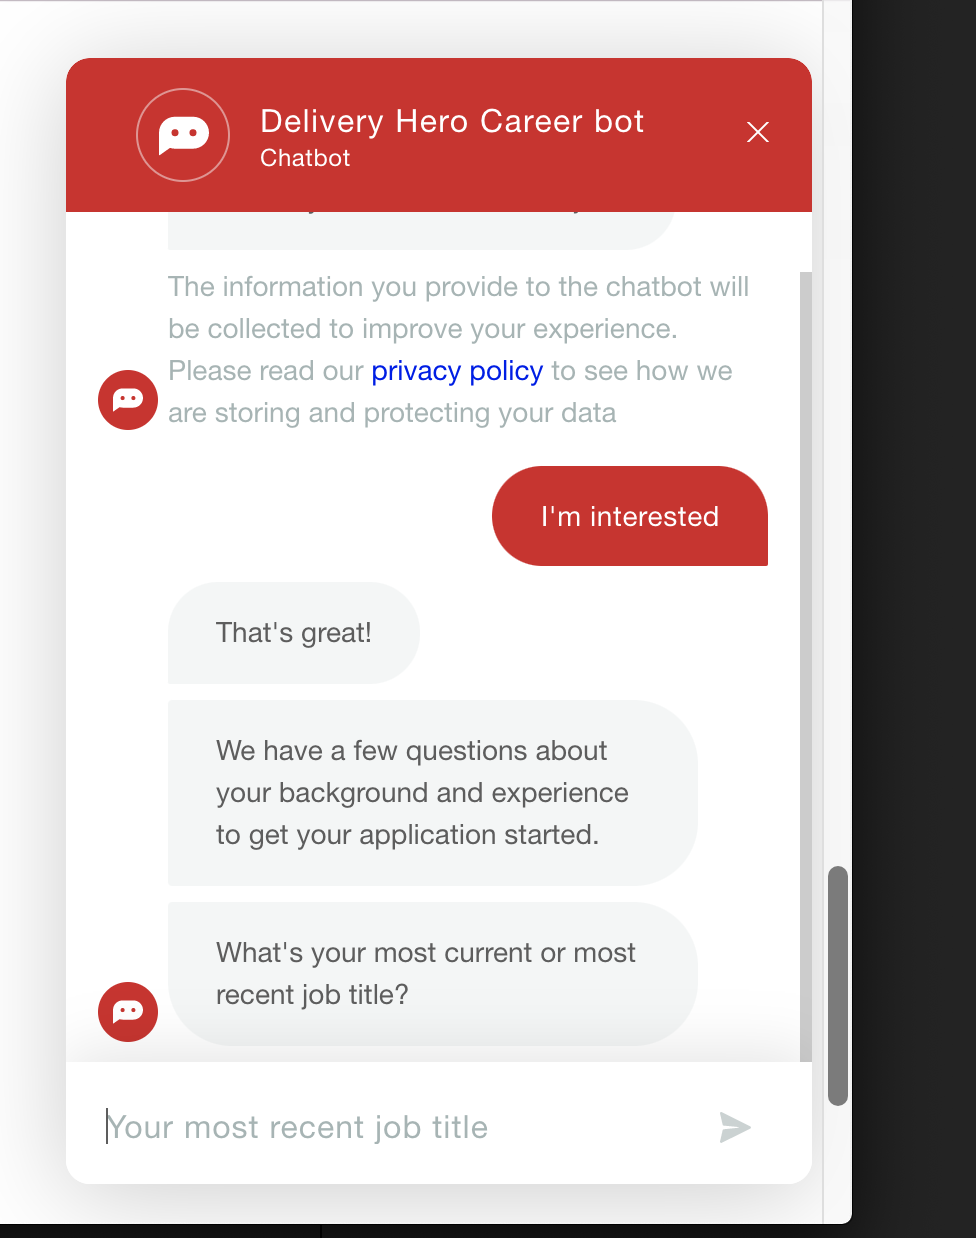 Delivery Hero Career bot
Chatbot
The information you provide to the chatbot will
be collected to improve your experience.
Please read our privacy policy to see how we
are storing and protecting your data
I'm interested
That's great!
We have a few questions about
your background and experience
to get your application started.
What's your most current or most
recent job title?
Your most recent job title